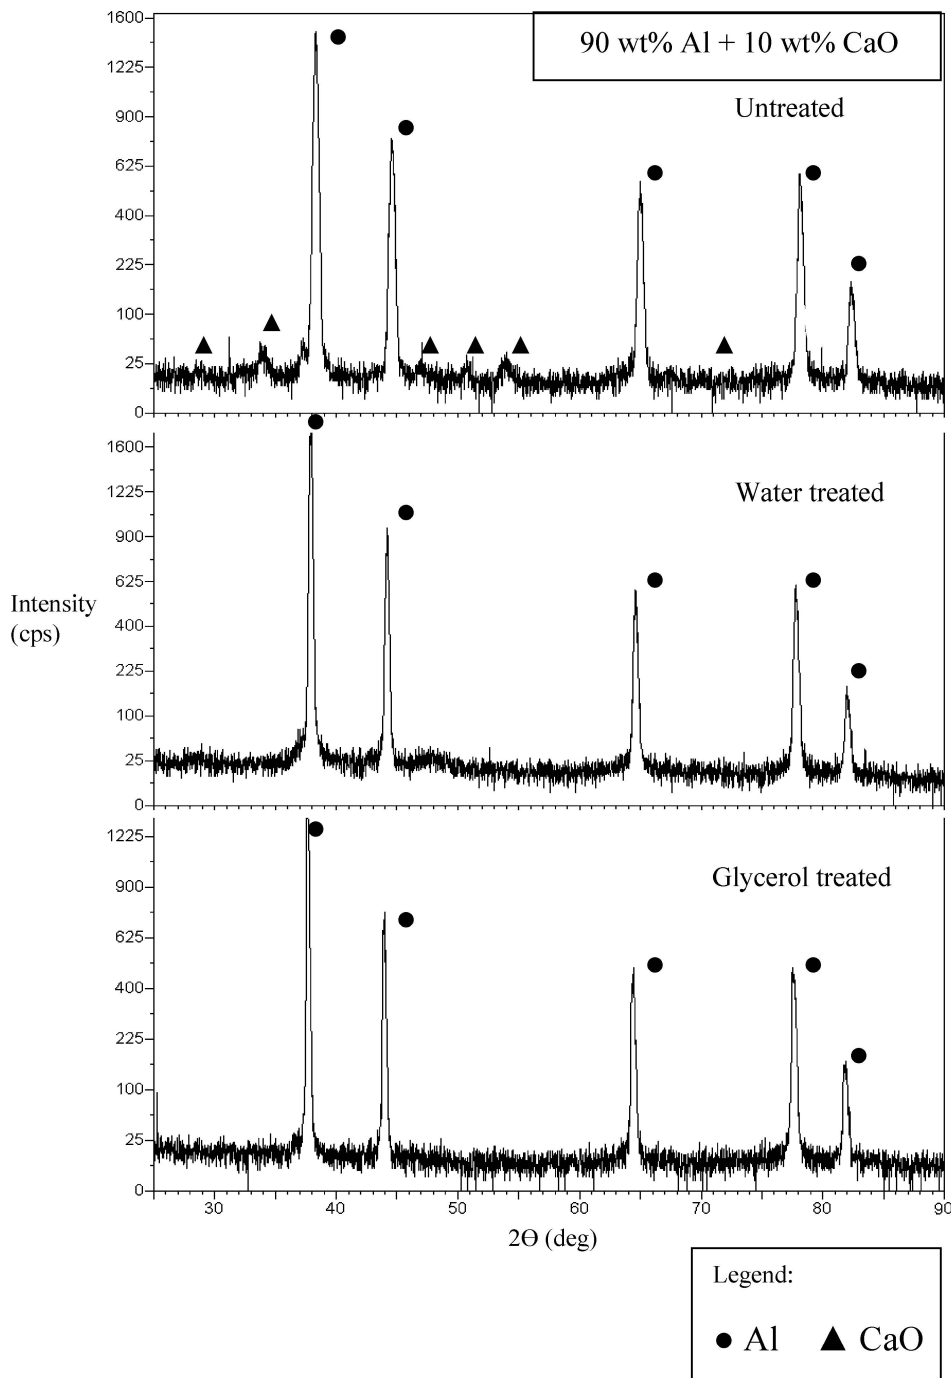 90 wt% Al + 10 wt% CaO
Untreated
1600
1225
900
625
400
225
100
25
0
Water treated
1600
1225
900
625
400
225
100
25
0
Intensity
(cps)
Glycerol treated
1225
900
625
400
225
100
25
0
30 40 50 60 70 80 90
2Θ (deg)
Legend:
Al CaO